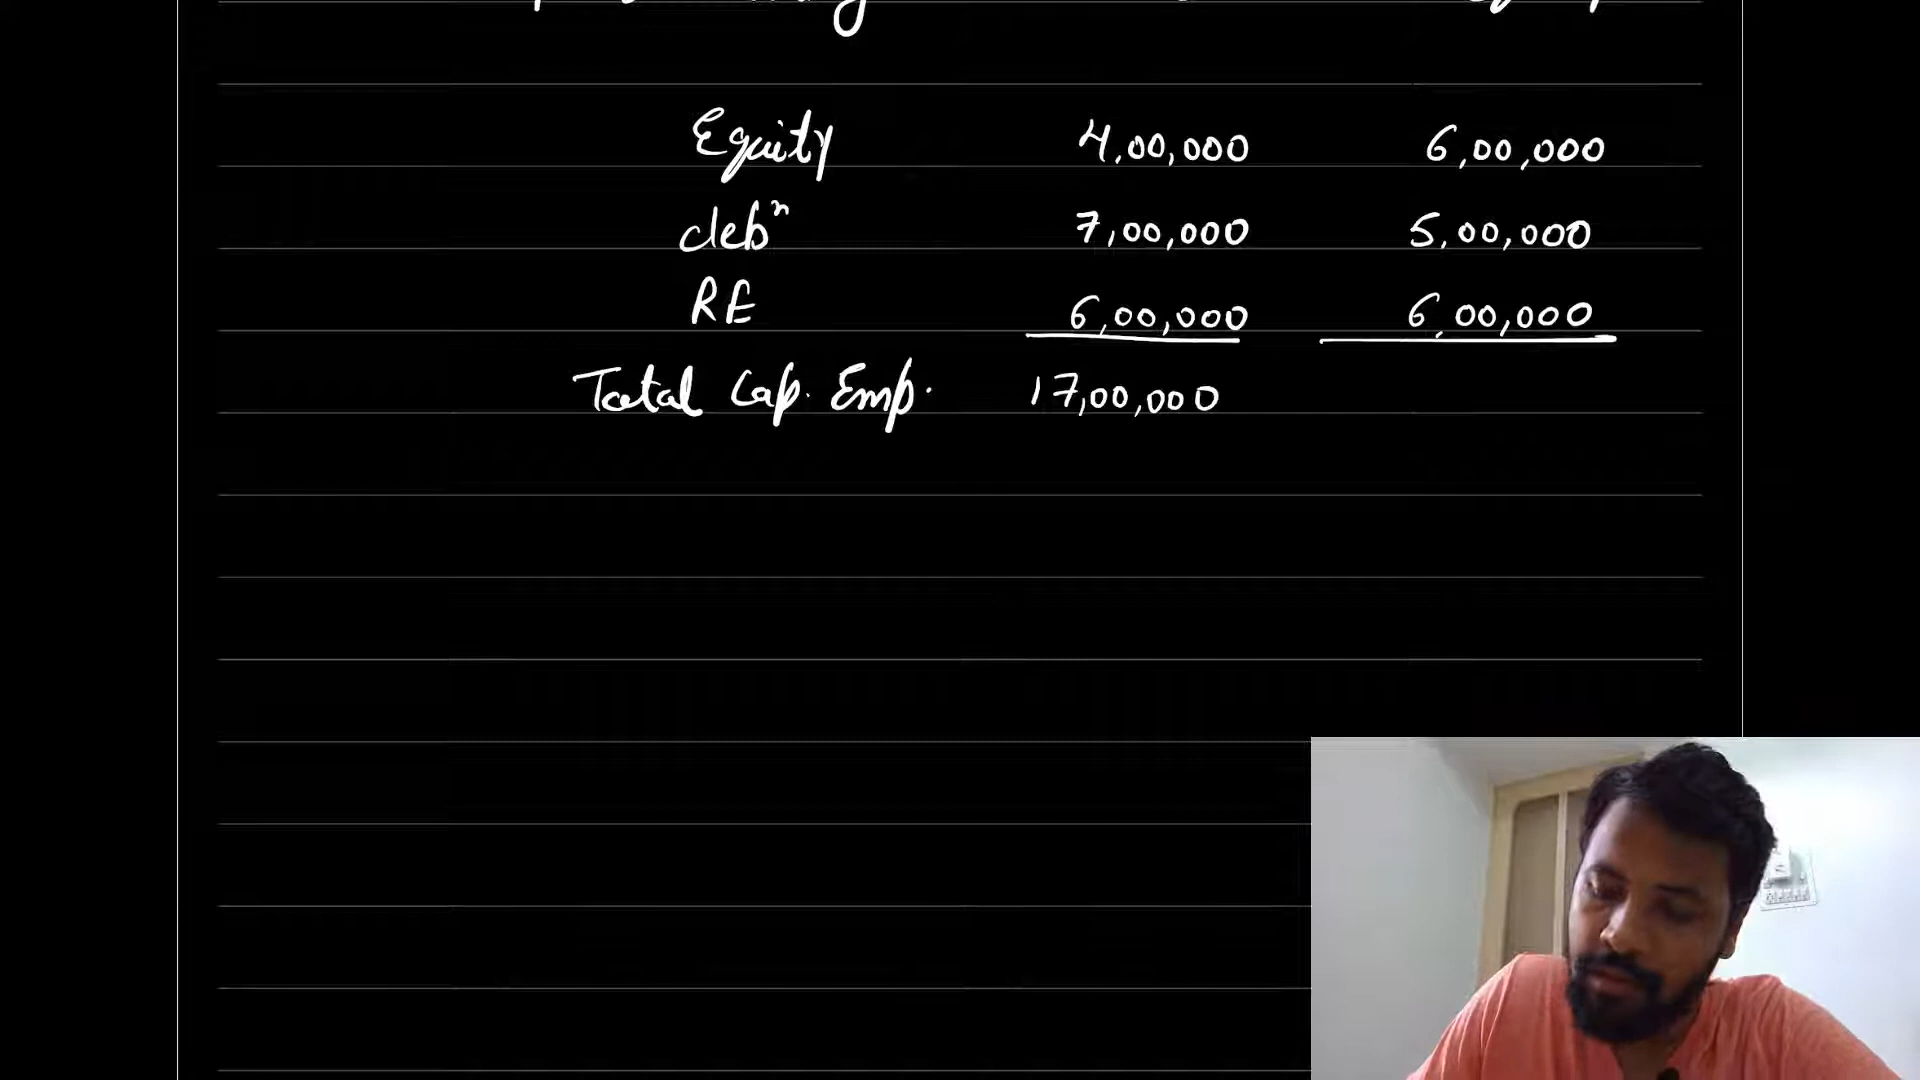 Equity 4,00,000 6,00,000
debⁿ 7,00,000 5,00,000
RE 6,00,000 6,00,000
Total Cap. Emp. 17,00,000